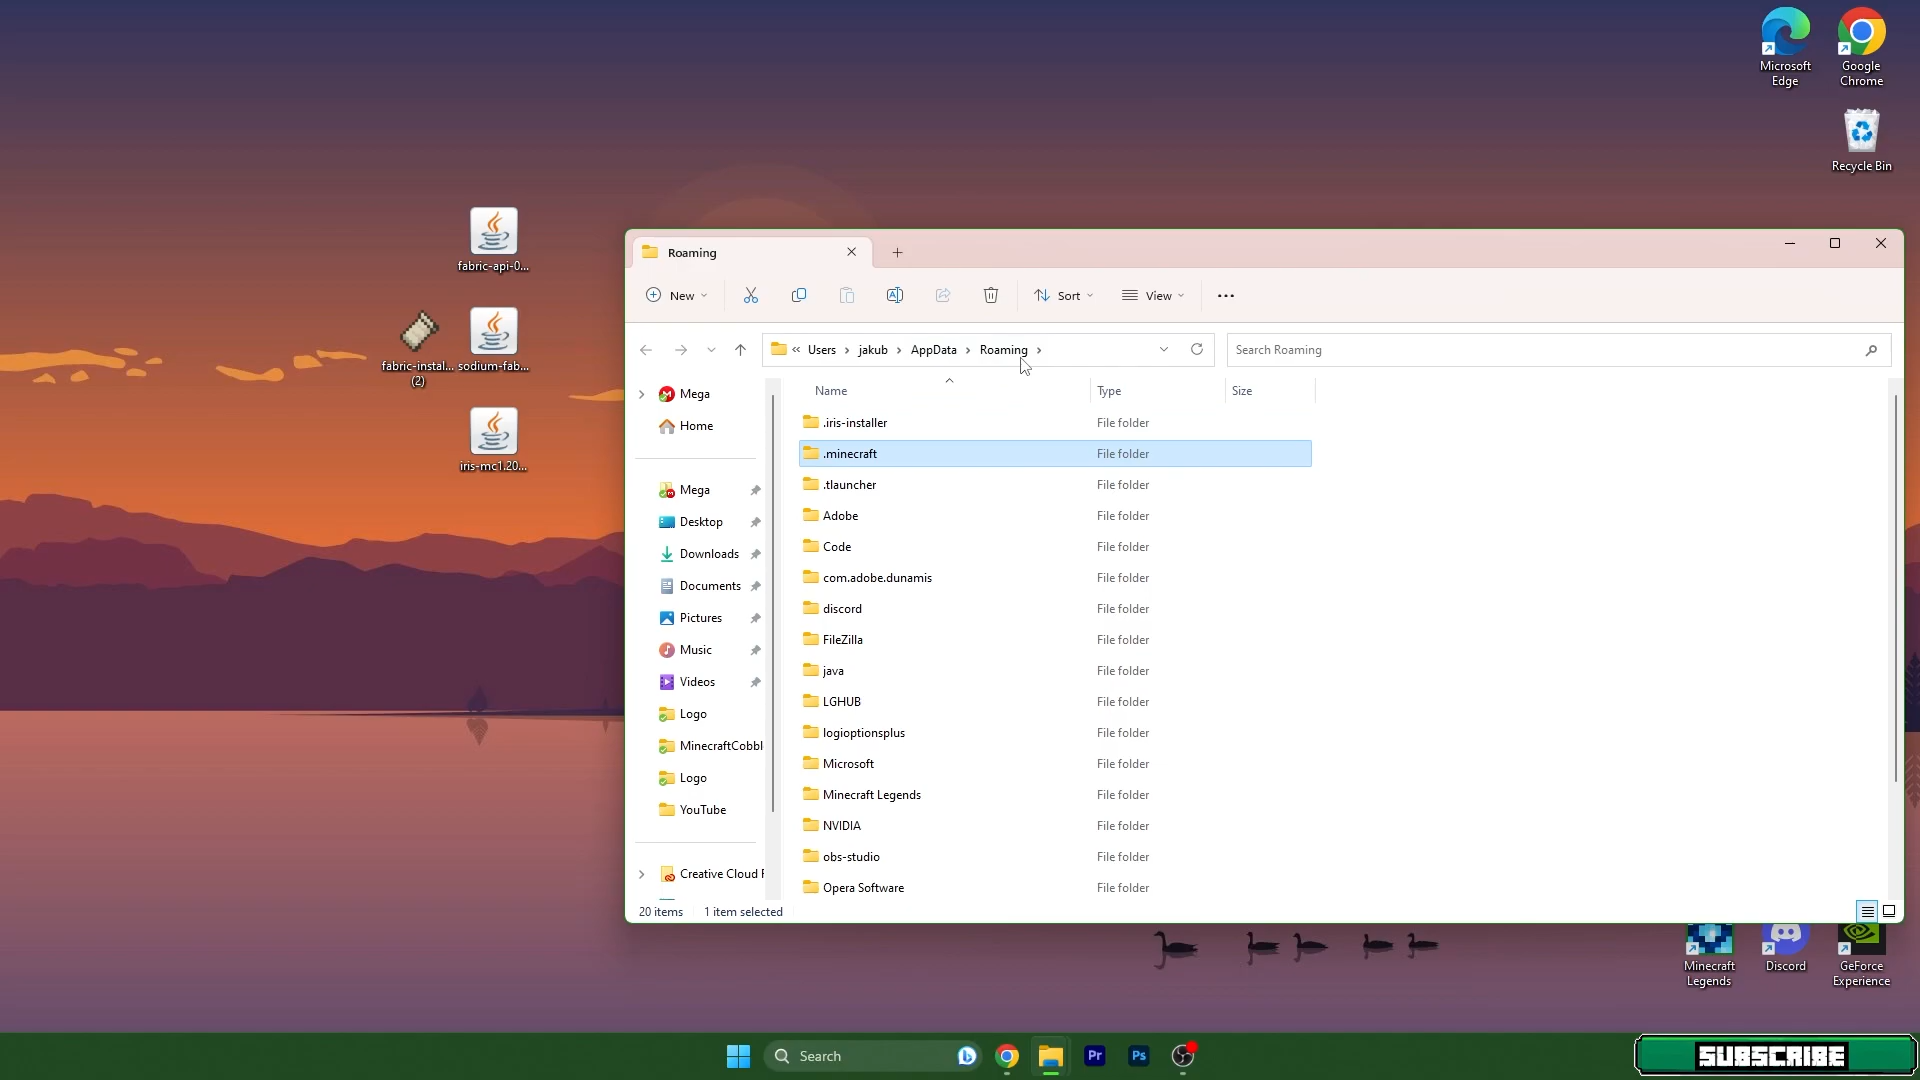 Microsoft
Edge
Google
Chrome
Recycle Bin
fabric-api-0...
fabric-instal...
(2)
sodium-fab...
iris-mc1.20...
Roaming
New
Sort
View
« Users › jakub › AppData › Roaming ›
Search Roaming
Mega
Home
Mega
Desktop
Downloads
Documents
Pictures
Music
Videos
Logo
MinecraftCobbl
Logo
YouTube
Creative Cloud F
Name Type Size
.iris-installer File folder
.minecraft File folder
.tlauncher File folder
Adobe File folder
Code File folder
com.adobe.dunamis File folder
discord File folder
FileZilla File folder
java File folder
LGHUB File folder
logioptionsplus File folder
Microsoft File folder
Minecraft Legends File folder
NVIDIA File folder
obs-studio File folder
Opera Software File folder
20 items 1 item selected
Minecraft
Legends
Discord
GeForce
Experience
Search
Pr
Ps
SUBSCRIBE